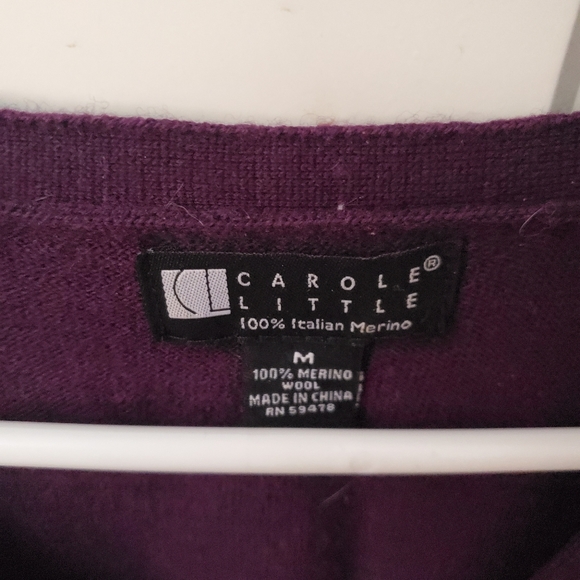 CL
CAROLE®
LITTLE
100% Italian Merino
M
100% MERINO
WOOL
MADE IN CHINA
RN 59478